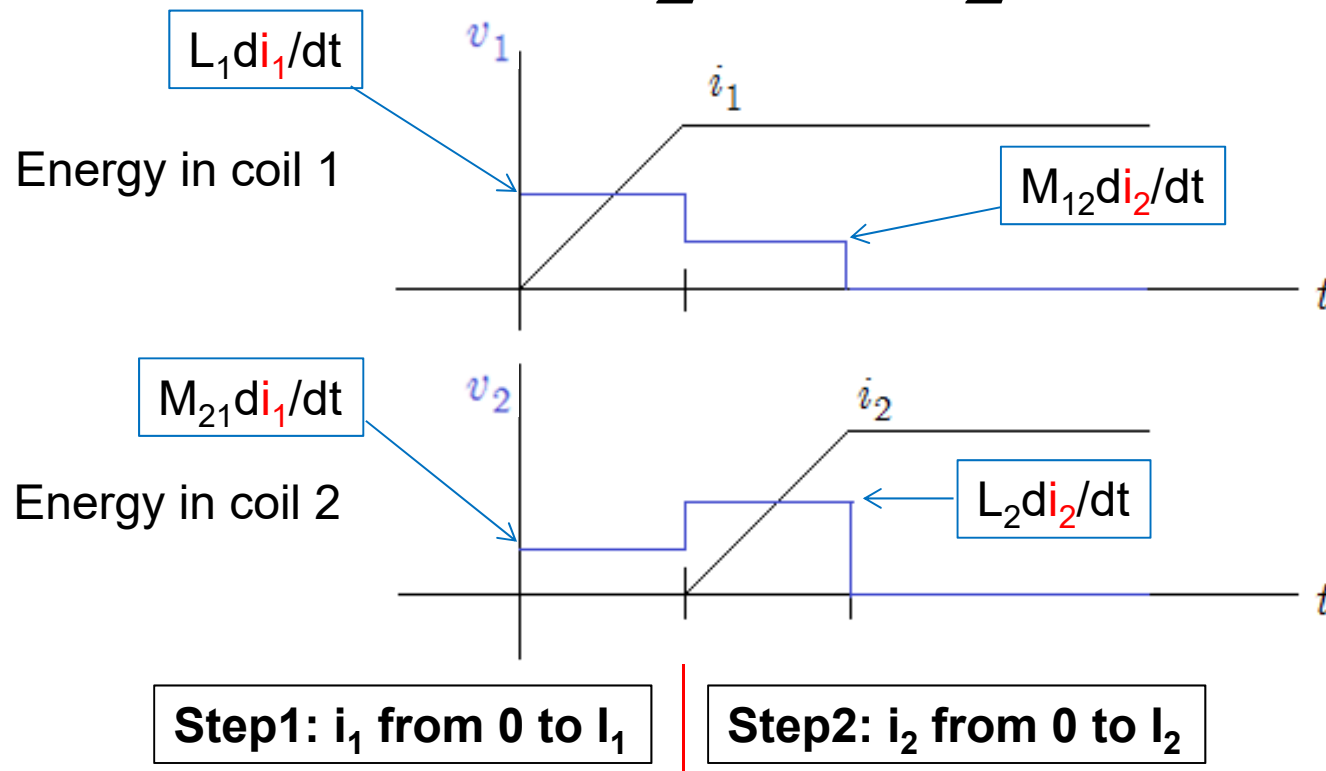 L₁di₁/dt
v₁
i₁
Energy in coil 1
M₁₂di₂/dt
t
M₂₁di₁/dt
v₂
i₂
Energy in coil 2
L₂di₂/dt
t
Step1: i₁ from 0 to I₁
Step2: i₂ from 0 to I₂